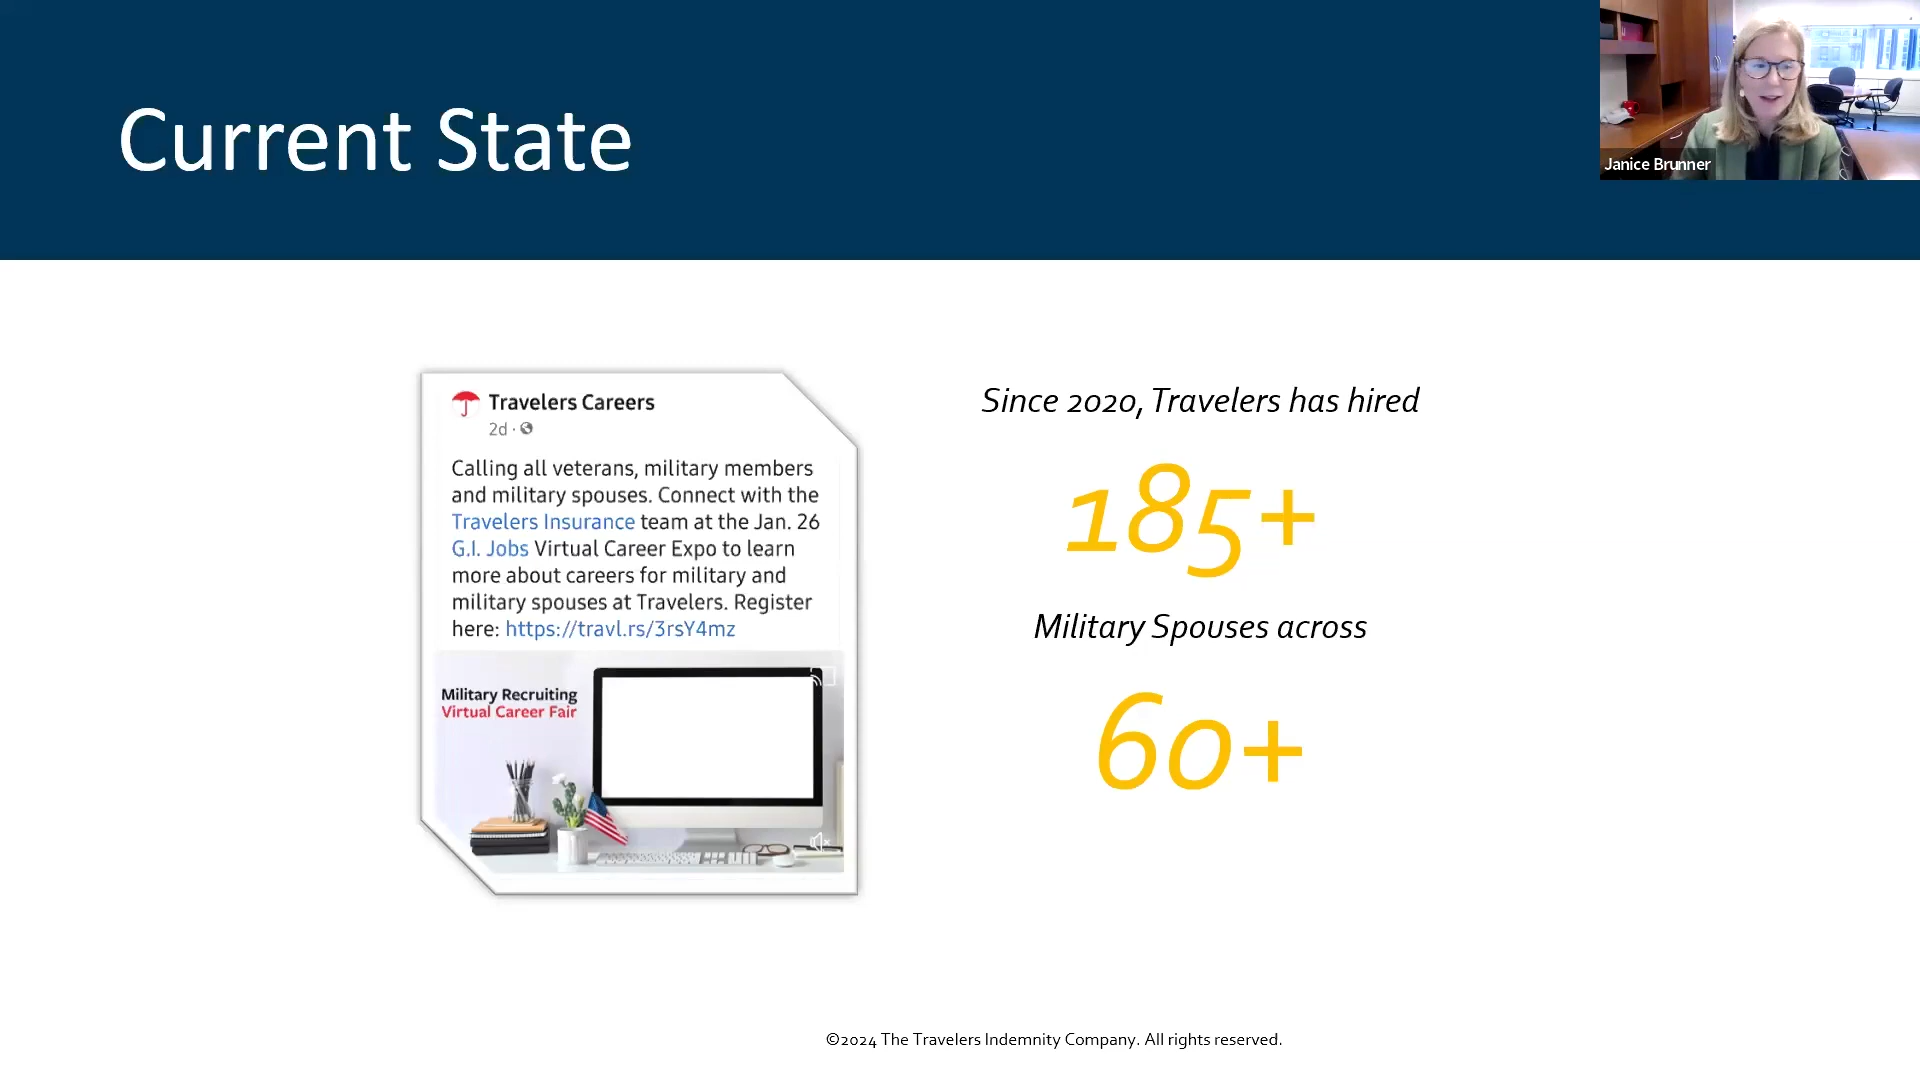 Current State
Janice Brunner
Travelers Careers
2d ·
Calling all veterans, military members
and military spouses. Connect with the
Travelers Insurance team at the Jan. 26
G.I. Jobs Virtual Career Expo to learn
more about careers for military and
military spouses at Travelers. Register
here: https://travl.rs/3rsY4mz
Military Recruiting
Virtual Career Fair
Since 2020, Travelers has hired
185+
Military Spouses across
60+
©2024 The Travelers Indemnity Company. All rights reserved.